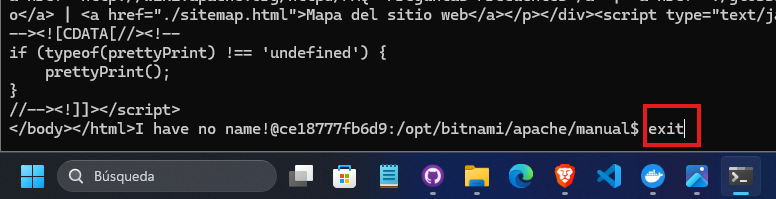 o</a> | <a href="./sitemap.html">Mapa del sitio web</a></p></div><script type="text/ja
--><![CDATA[//><!--
if (typeof(prettyPrint) !== 'undefined') {
    prettyPrint();
}
//--><!]]></script>
</body></html>I have no name!@ce18777fb6d9:/opt/bitnami/apache/manual$ exit
Búsqueda